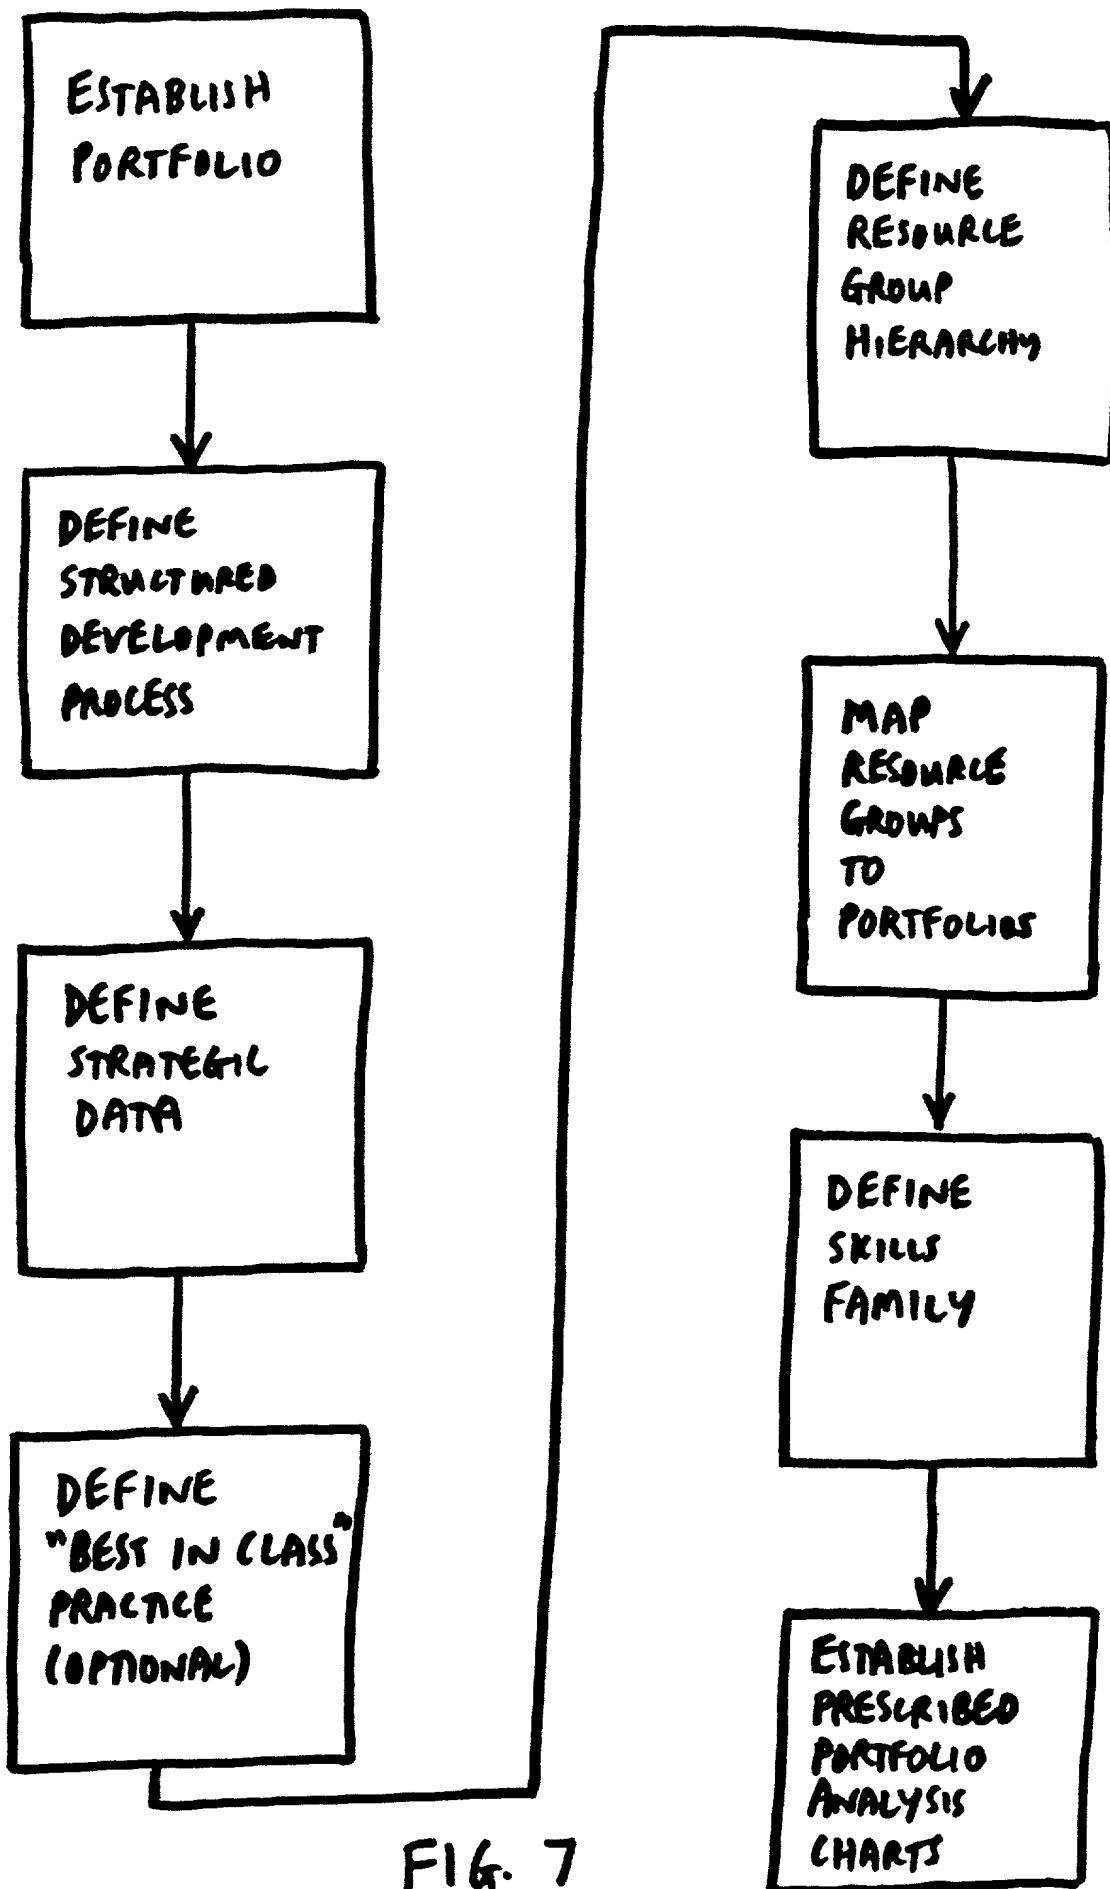 ESTABLISH
PORTFOLIO
DEFINE
STRUCTURED
DEVELOPMENT
PROCESS
DEFINE
STRATEGIC
DATA
DEFINE
"BEST IN CLASS"
PRACTICE
(OPTIONAL)
DEFINE
RESOURCE
GROUP
HIERARCHY
MAP
RESOURCE
GROUPS
TO
PORTFOLIOS
DEFINE
SKILLS
FAMILY
ESTABLISH
PRESCRIBED
PORTFOLIO
ANALYSIS
CHARTS
FIG. 7